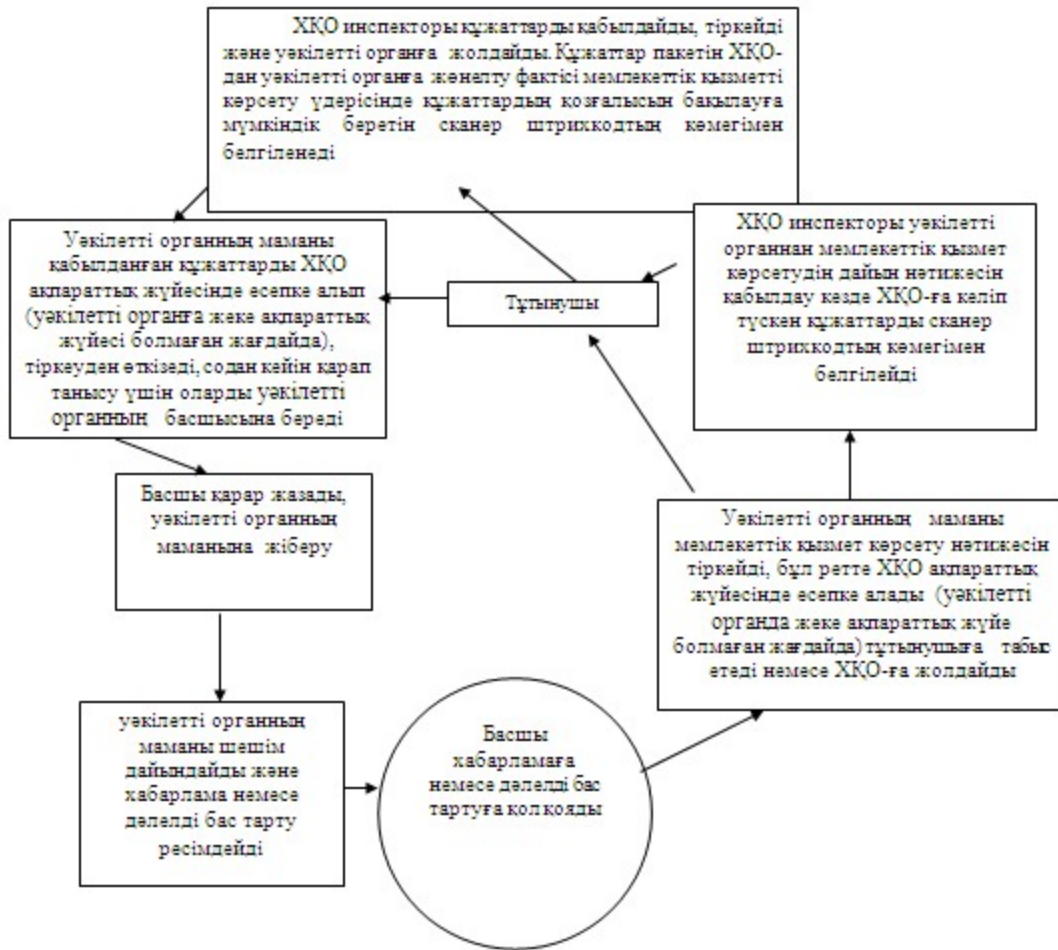 ХҚО инспекторы құжаттарды қабылдайды, тіркейді
және уәкілетті органға жолдайды. Құжаттар пакетін ХҚО-
дан уәкілетті органға жөнелту фактісі мемлекеттік қызметті
көрсету үдерісінде құжаттардың қозғалысын бақылауға
мүмкіндік беретін сканер штрихкодтың көмегімен
белгіленеді
Уәкілетті органның маманы
қабылданған құжаттарды ХҚО
ақпараттық жүйесінде есепке алып
(уәкілетті органға жеке ақпараттық
жүйесі болмаған жағдайда),
тіркеуден өткізеді, содан кейін қарап
танысу үшін оларды уәкілетті
органның басшысына береді
Тұтынушы
ХҚО инспекторы уәкілетті
органнан мемлекеттік қызмет
көрсетудің дайын нәтижесін
қабылдау кезде ХҚО-ға келіп
түскен құжаттарды сканер
штрихкодтың көмегімен
белгілейді
Басшы қарар жазады,
уәкілетті органның
маманына жіберу
Уәкілетті органның маманы
мемлекеттік қызмет көрсету нәтижесін
тіркейді, бұл ретте ХҚО ақпараттық
жүйесінде есепке алады (уәкілетті
органда жеке ақпараттық жүйе
болмаған жағдайда) тұтынушыға табыс
етеді немесе ХҚО-ға жолдайды
уәкілетті органның
маманы шешім
дайындайды және
хабарлама немесе
дәлелді бас тарту
ресімдейді
Басшы
хабарламаға
немесе дәлелді бас
тартуға қол қояды